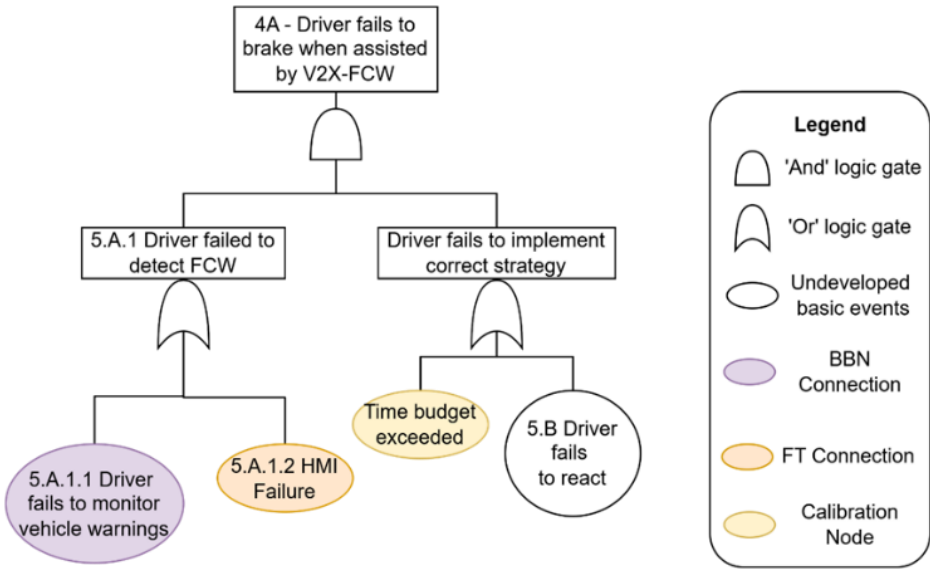 4A - Driver fails to
brake when assisted
by V2X-FCW
5.A.1 Driver failed to
detect FCW
Driver fails to implement
correct strategy
5.A.1.1 Driver
fails to monitor
vehicle warnings
5.A.1.2 HMI
Failure
Time budget
exceeded
5.B Driver
fails
to react
Legend
'And' logic gate
'Or' logic gate
Undeveloped
basic events
BBN
Connection
FT Connection
Calibration
Node